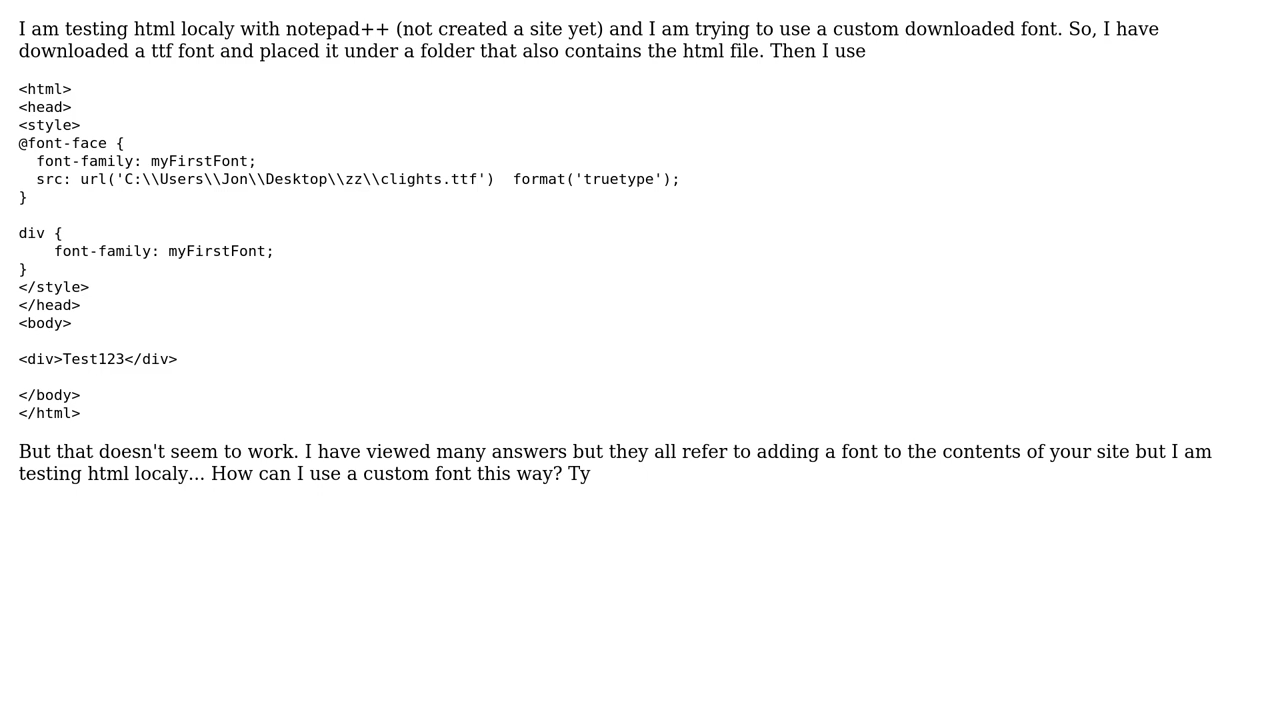 I am testing html localy with notepad++ (not created a site yet) and I am trying to use a custom downloaded font. So, I have
downloaded a ttf font and placed it under a folder that also contains the html file. Then I use
<html>
<head>
<style>
@font-face {
  font-family: myFirstFont;
  src: url('C:\\Users\\Jon\\Desktop\\zz\\clights.ttf')  format('truetype');
}
div {
    font-family: myFirstFont;
}
</style>
</head>
<body>
<div>Test123</div>
</body>
</html>
But that doesn't seem to work. I have viewed many answers but they all refer to adding a font to the contents of your site but I am
testing html localy... How can I use a custom font this way? Ty